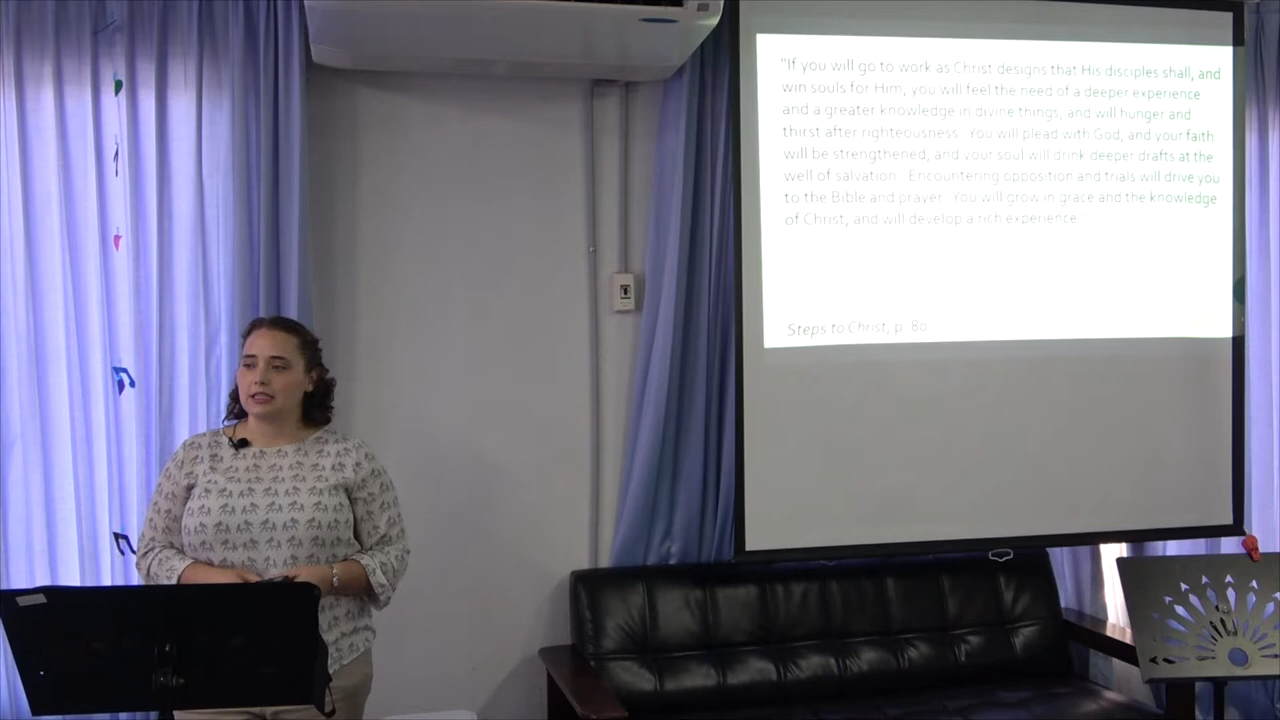 "If you will go to work as Christ designs that His disciples shall, and
win souls for Him, you will feel the need of a deeper experience
and a greater knowledge in divine things, and will hunger and
thirst after righteousness. You will plead with God, and your faith
will be strengthened, and your soul will drink deeper drafts at the
well of salvation. Encountering opposition and trials will drive you
to the Bible and prayer. You will grow in grace and the knowledge
of Christ, and will develop a rich experience.
Steps to Christ, p. 80